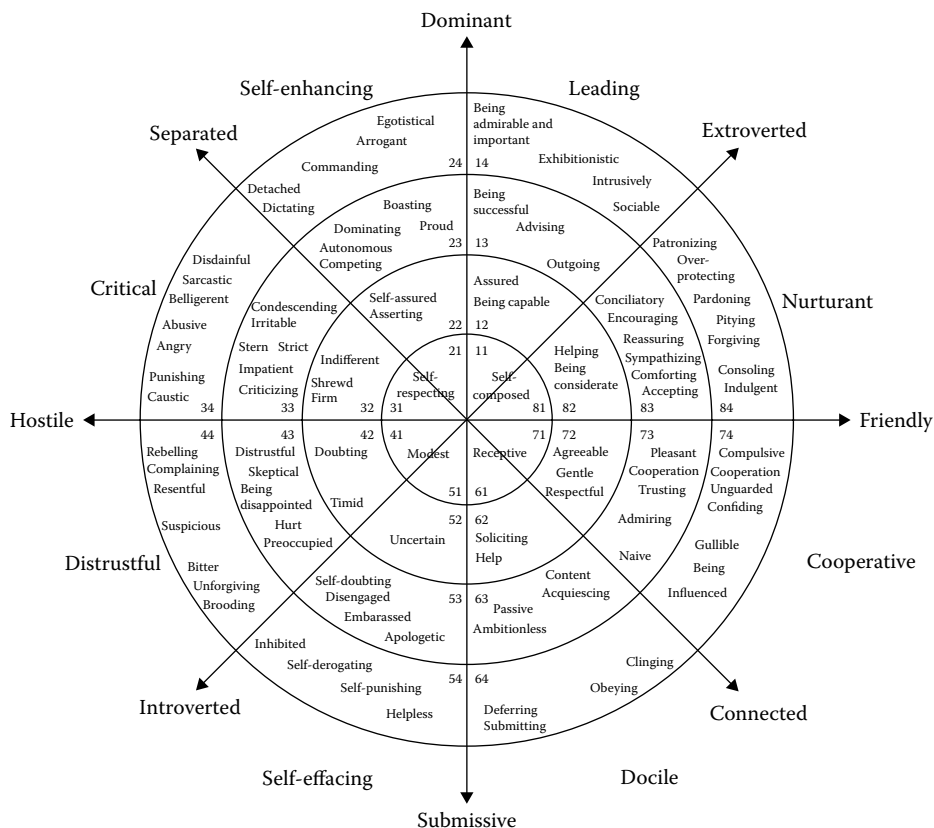 Dominant
Self-enhancing
Leading
Separated
Extroverted
Egotistical
Arrogant
Commanding
24
Detached
Dictating
Being
admirable and
important
14
Exhibitionistic
Intrusively
Sociable
Boasting
Proud
Dominating
23
Autonomous
Competing
Being
successful
Advising
13
Outgoing
Critical
Disdainful
Sarcastic
Belligerent
Abusive
Angry
Punishing
Caustic
34
Condescending
Irritable
Stern Strict
Impatient
Criticizing
33
Self-assured
Asserting
22
Assured
Being capable
12
Indifferent
Shrewd
Firm
32
21
Self-
respecting
31
11
Self-
composed
81
Helping
Being
considerate
82
Conciliatory
Encouraging
Reassuring
Sympathizing
Comforting
Accepting
83
Patronizing
Over-
protecting
Pardoning
Pitying
Forgiving
Consoling
Indulgent
84
Nurturant
Hostile
Friendly
44
Rebelling
Complaining
Resentful
Suspicious
Bitter
Unforgiving
Brooding
Distrustful
43
Distrustful
Skeptical
Being
disappointed
Hurt
Preoccupied
42
Doubting
Timid
41
Modest
51
71
Receptive
61
72
Agreeable
Gentle
Respectful
73
Pleasant
Cooperation
Trusting
Admiring
Naive
74
Compulsive
Cooperation
Unguarded
Confiding
Gullible
Being
Influenced
Cooperative
52
Uncertain
62
Soliciting
Help
Self-doubting
Disengaged
53
Embarassed
Apologetic
Content
Acquiescing
63
Passive
Ambitionless
Inhibited
Self-derogating
54
Self-punishing
Helpless
64
Clinging
Obeying
Deferring
Submitting
Introverted
Connected
Self-effacing
Docile
Submissive